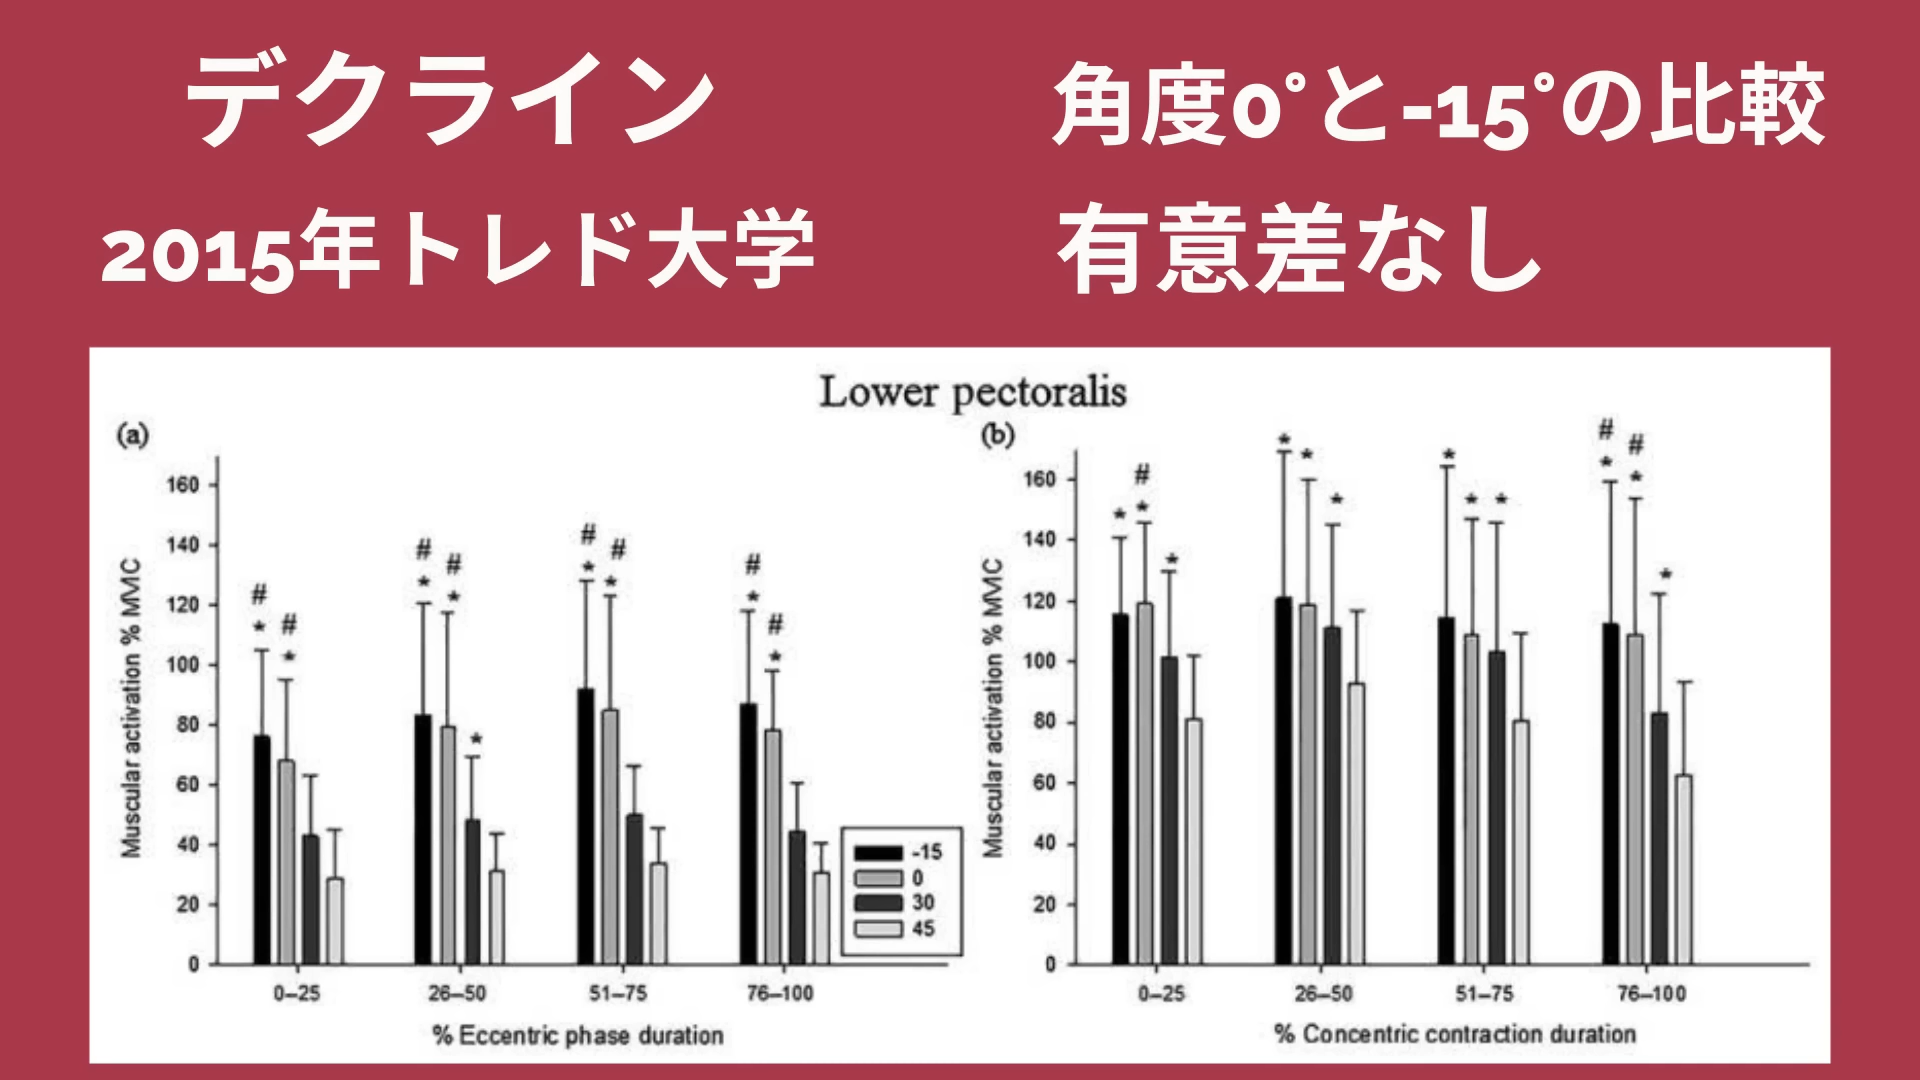 デクライン
2015年トレド大学
角度0°と-15°の比較
有意差なし
Lower pectoralis
(a)
Muscular activation % MVC
160
140
120
100
80
60
40
20
0
# # # # # # # #
* * * * * * * * *
0–25 26–50 51–75 76–100
% Eccentric phase duration
-15
0
30
45
(b)
Muscular activation % MVC
160
140
120
100
80
60
40
20
0
# # #
* * * * * * * * * * * *
0–25 26–50 51–75 76–100
% Concentric contraction duration